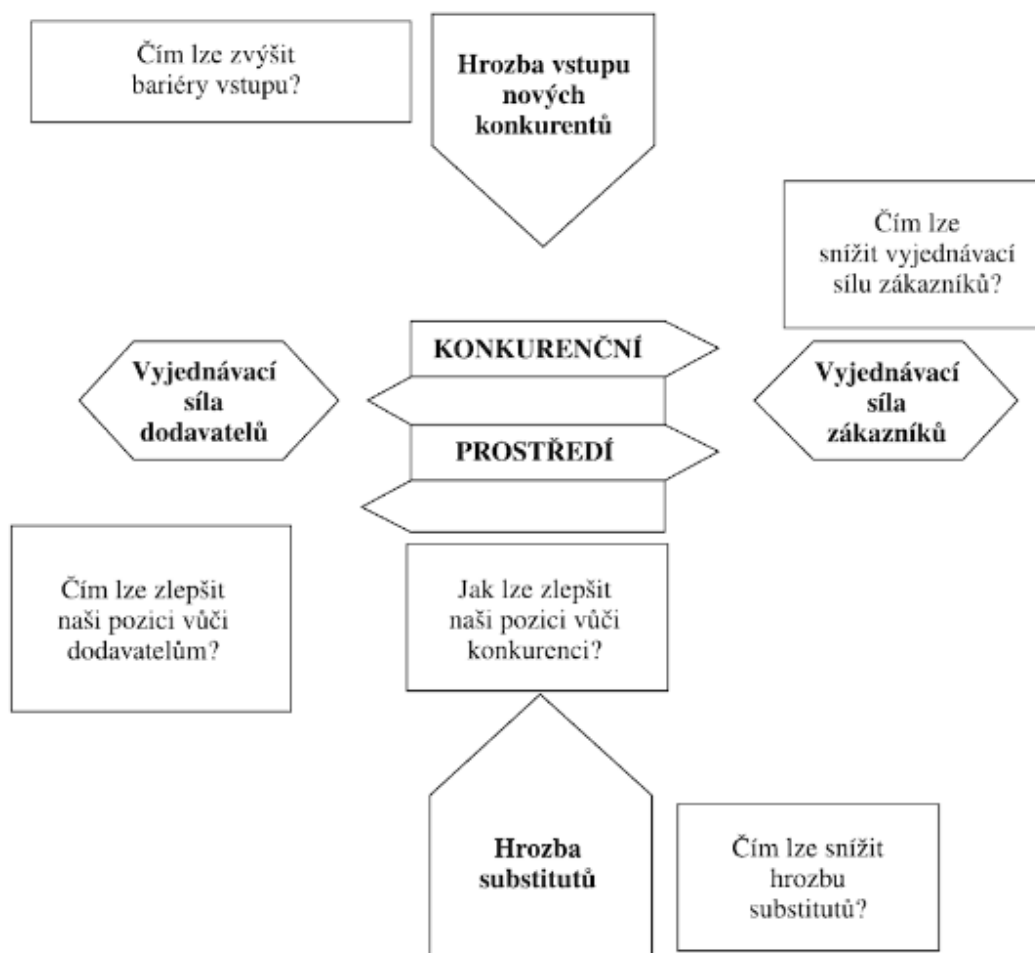 Čím lze zvýšit
bariéry vstupu?
Hrozba vstupu
nových
konkurentů
Čím lze
snížit vyjednávací
sílu zákazníků?
KONKURENČNÍ
PROSTŘEDÍ
Vyjednávací
síla
dodavatelů
Vyjednávací
síla
zákazníků
Čím lze zlepšit
naši pozici vůči
dodavatelům?
Jak lze zlepšit
naši pozici vůči
konkurenci?
Hrozba
substitutů
Čím lze snížit
hrozbu
substitutů?